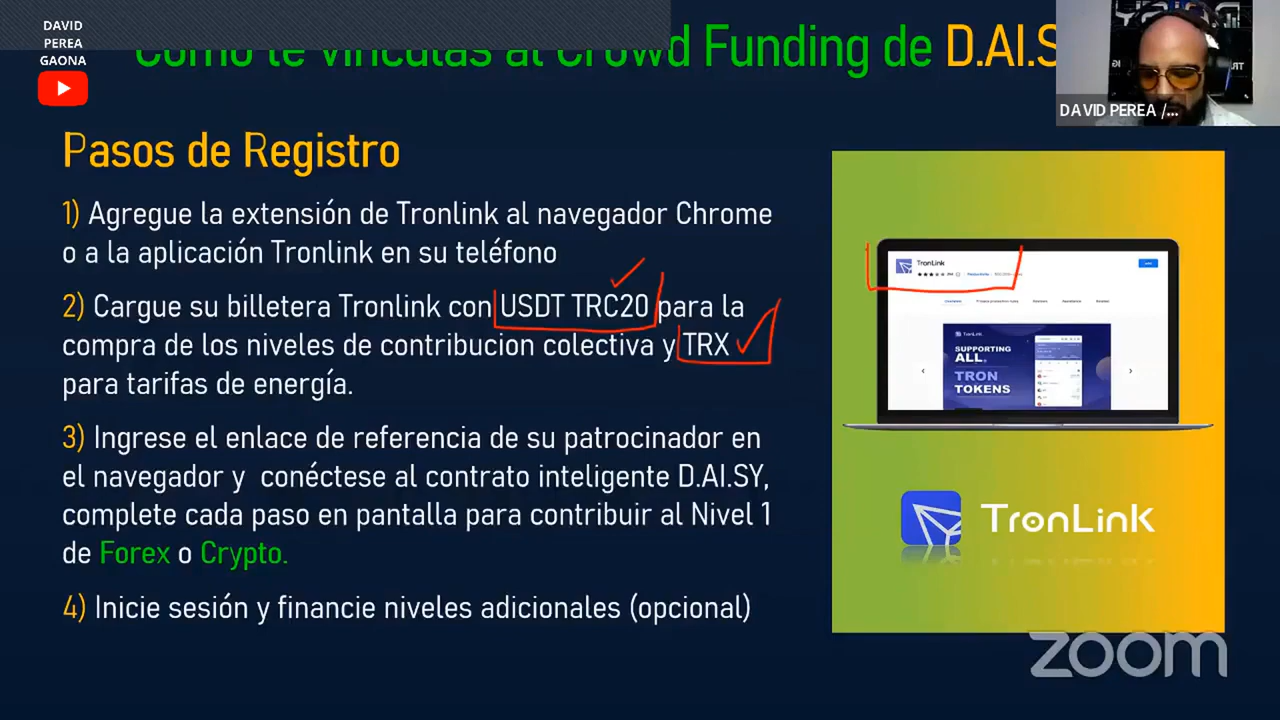 DAVID
PEREA
GAONA
Como te vinculas al Crowd Funding de D.AI.S
DAVID PEREA /...
Pasos de Registro
1) Agregue la extensión de Tronlink al navegador Chrome
o a la aplicación Tronlink en su teléfono
2) Cargue su billetera Tronlink con USDT TRC20 para la
compra de los niveles de contribucion colectiva y TRX
para tarifas de energía.
3) Ingrese el enlace de referencia de su patrocinador en
el navegador y conéctese al contrato inteligente D.AI.SY,
complete cada paso en pantalla para contribuir al Nivel 1
de Forex o Crypto.
4) Inicie sesión y financie niveles adicionales (opcional)
TronLink
TronLink
SUPPORTING
ALL
TRON
TOKENS
TronLink
zoom